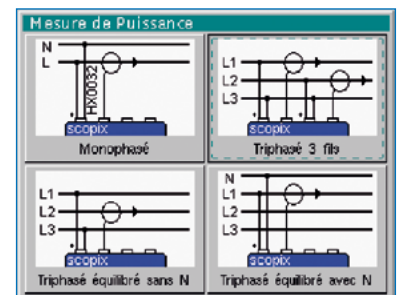 Mesure de Puissance
N
L
HX0032
scopix
Monophasé
L1
L2
L3
scopix
Triphasé 3 fils
L1
L2
L3
scopix
Triphasé équilibré sans N
N
L1
L2
L3
scopix
Triphasé équilibré avec N